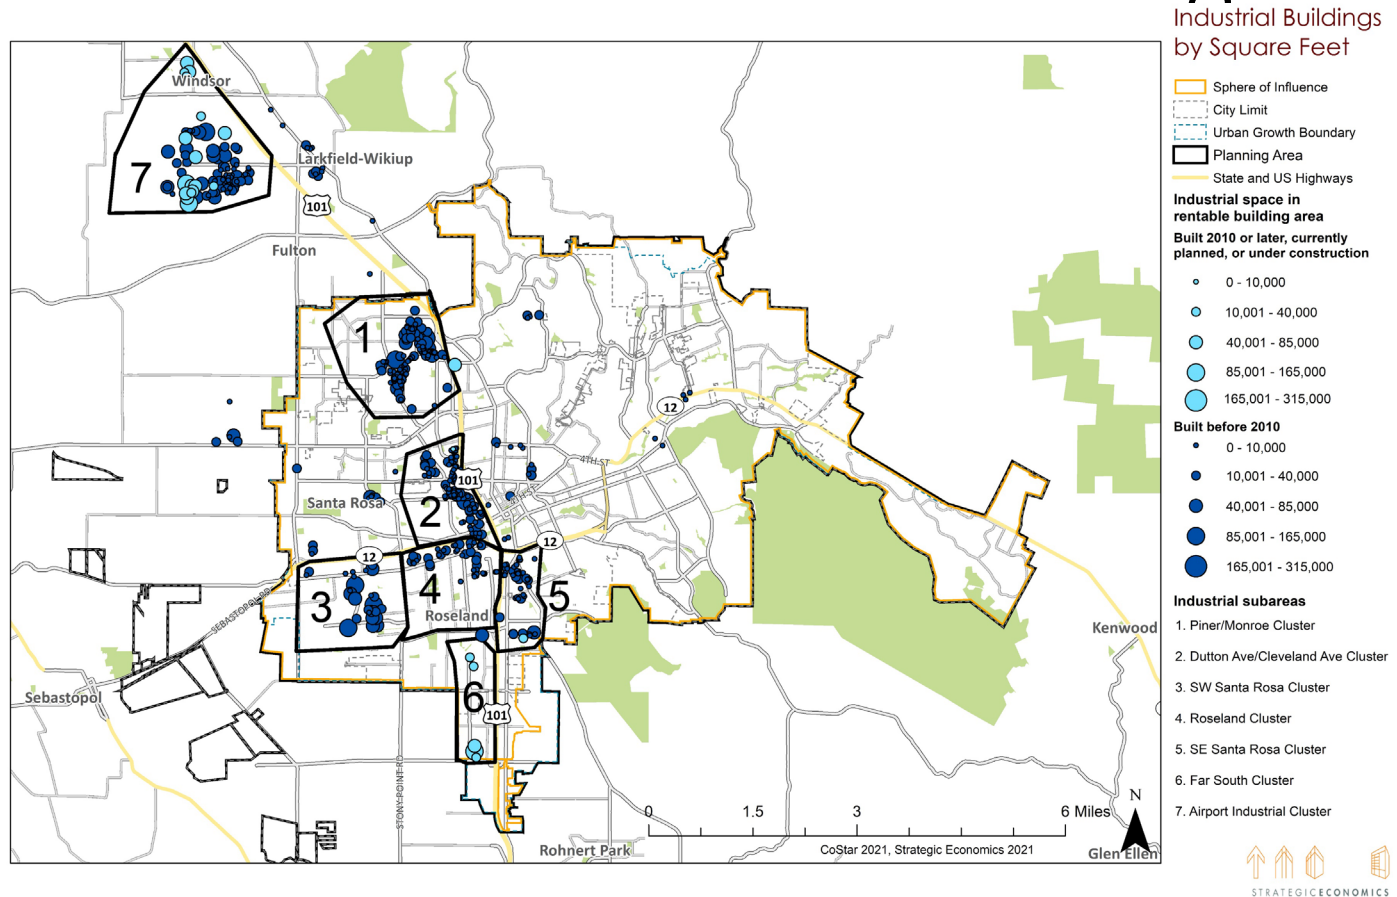 Industrial Buildings
by Square Feet
Sphere of Influence
City Limit
Urban Growth Boundary
Planning Area
State and US Highways
Industrial space in
rentable building area
Built 2010 or later, currently
planned, or under construction
0 - 10,000
10,001 - 40,000
40,001 - 85,000
85,001 - 165,000
165,001 - 315,000
Built before 2010
0 - 10,000
10,001 - 40,000
40,001 - 85,000
85,001 - 165,000
165,001 - 315,000
Industrial subareas
1. Piner/Monroe Cluster
2. Dutton Ave/Cleveland Ave Cluster
3. SW Santa Rosa Cluster
4. Roseland Cluster
5. SE Santa Rosa Cluster
6. Far South Cluster
7. Airport Industrial Cluster
STRATEGICECONOMICS
Windsor
7
Larkfield-Wikiup
101
Fulton
1
12
4TH ST
101
Santa Rosa
2
12
12
3
4
5
Roseland
SEBASTOPOL RD
Kenwood
Sebastopol
6
101
STONY POINT RD
0 1.5 3 6 Miles
N
CoStar 2021, Strategic Economics 2021
Rohnert Park
Glen Ellen